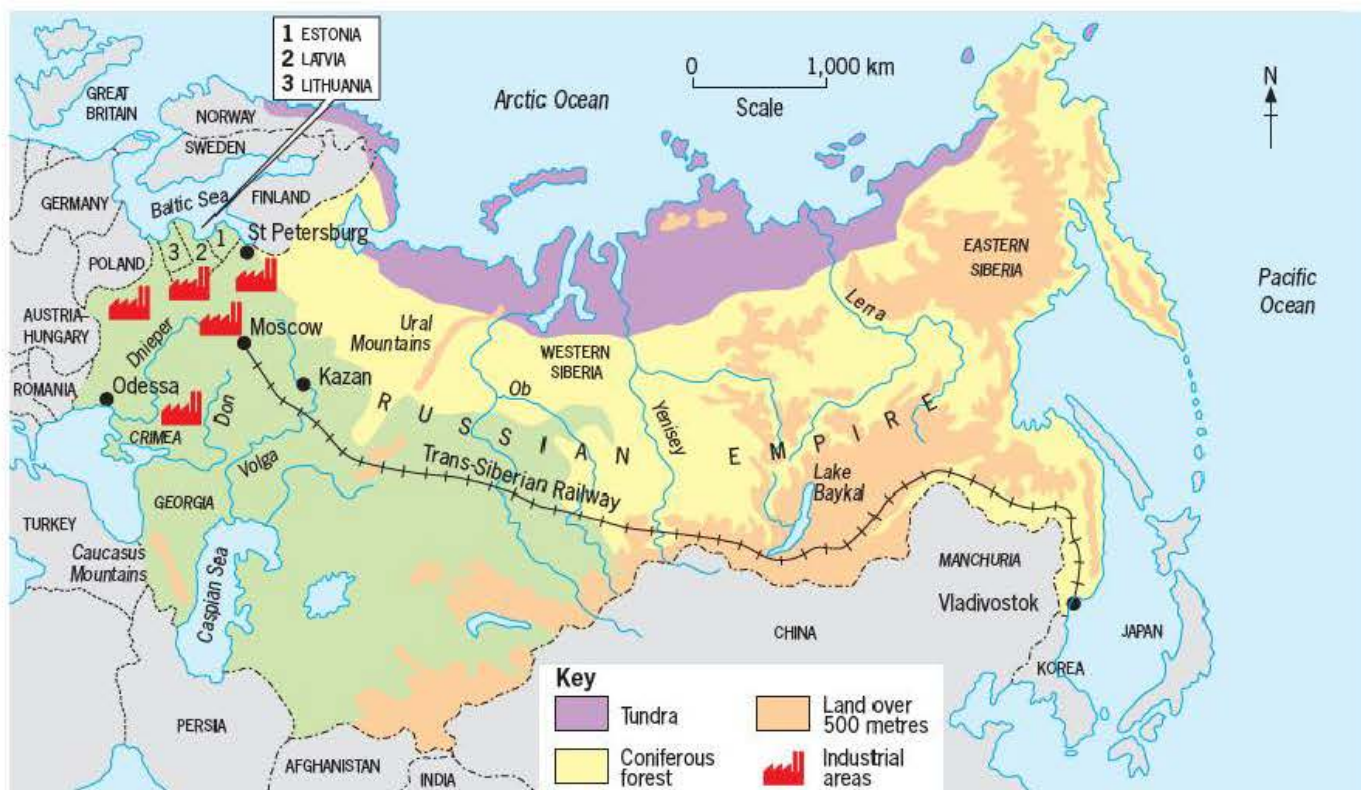 1 ESTONIA
2 LATVIA
3 LITHUANIA
0 1,000 km
Scale
N
Arctic Ocean
GREAT
BRITAIN
NORWAY
SWEDEN
FINLAND
Baltic Sea
GERMANY
3 2 1
St Petersburg
POLAND
AUSTRIA-
HUNGARY
ROMANIA
Dnieper
Moscow
Odessa
Kazan
Don
CRIMEA
Volga
GEORGIA
TURKEY
Caucasus
Mountains
Caspian Sea
PERSIA
AFGHANISTAN
INDIA
Ural
Mountains
WESTERN
SIBERIA
Ob
Yenisey
RUSSIAN EMPIRE
Trans-Siberian Railway
Lerra
EASTERN
SIBERIA
Pacific
Ocean
Lake
Baykal
MANCHURIA
Vladivostok
CHINA
KOREA
JAPAN
Key
Tundra
Coniferous
forest
Land over
500 metres
Industrial
areas